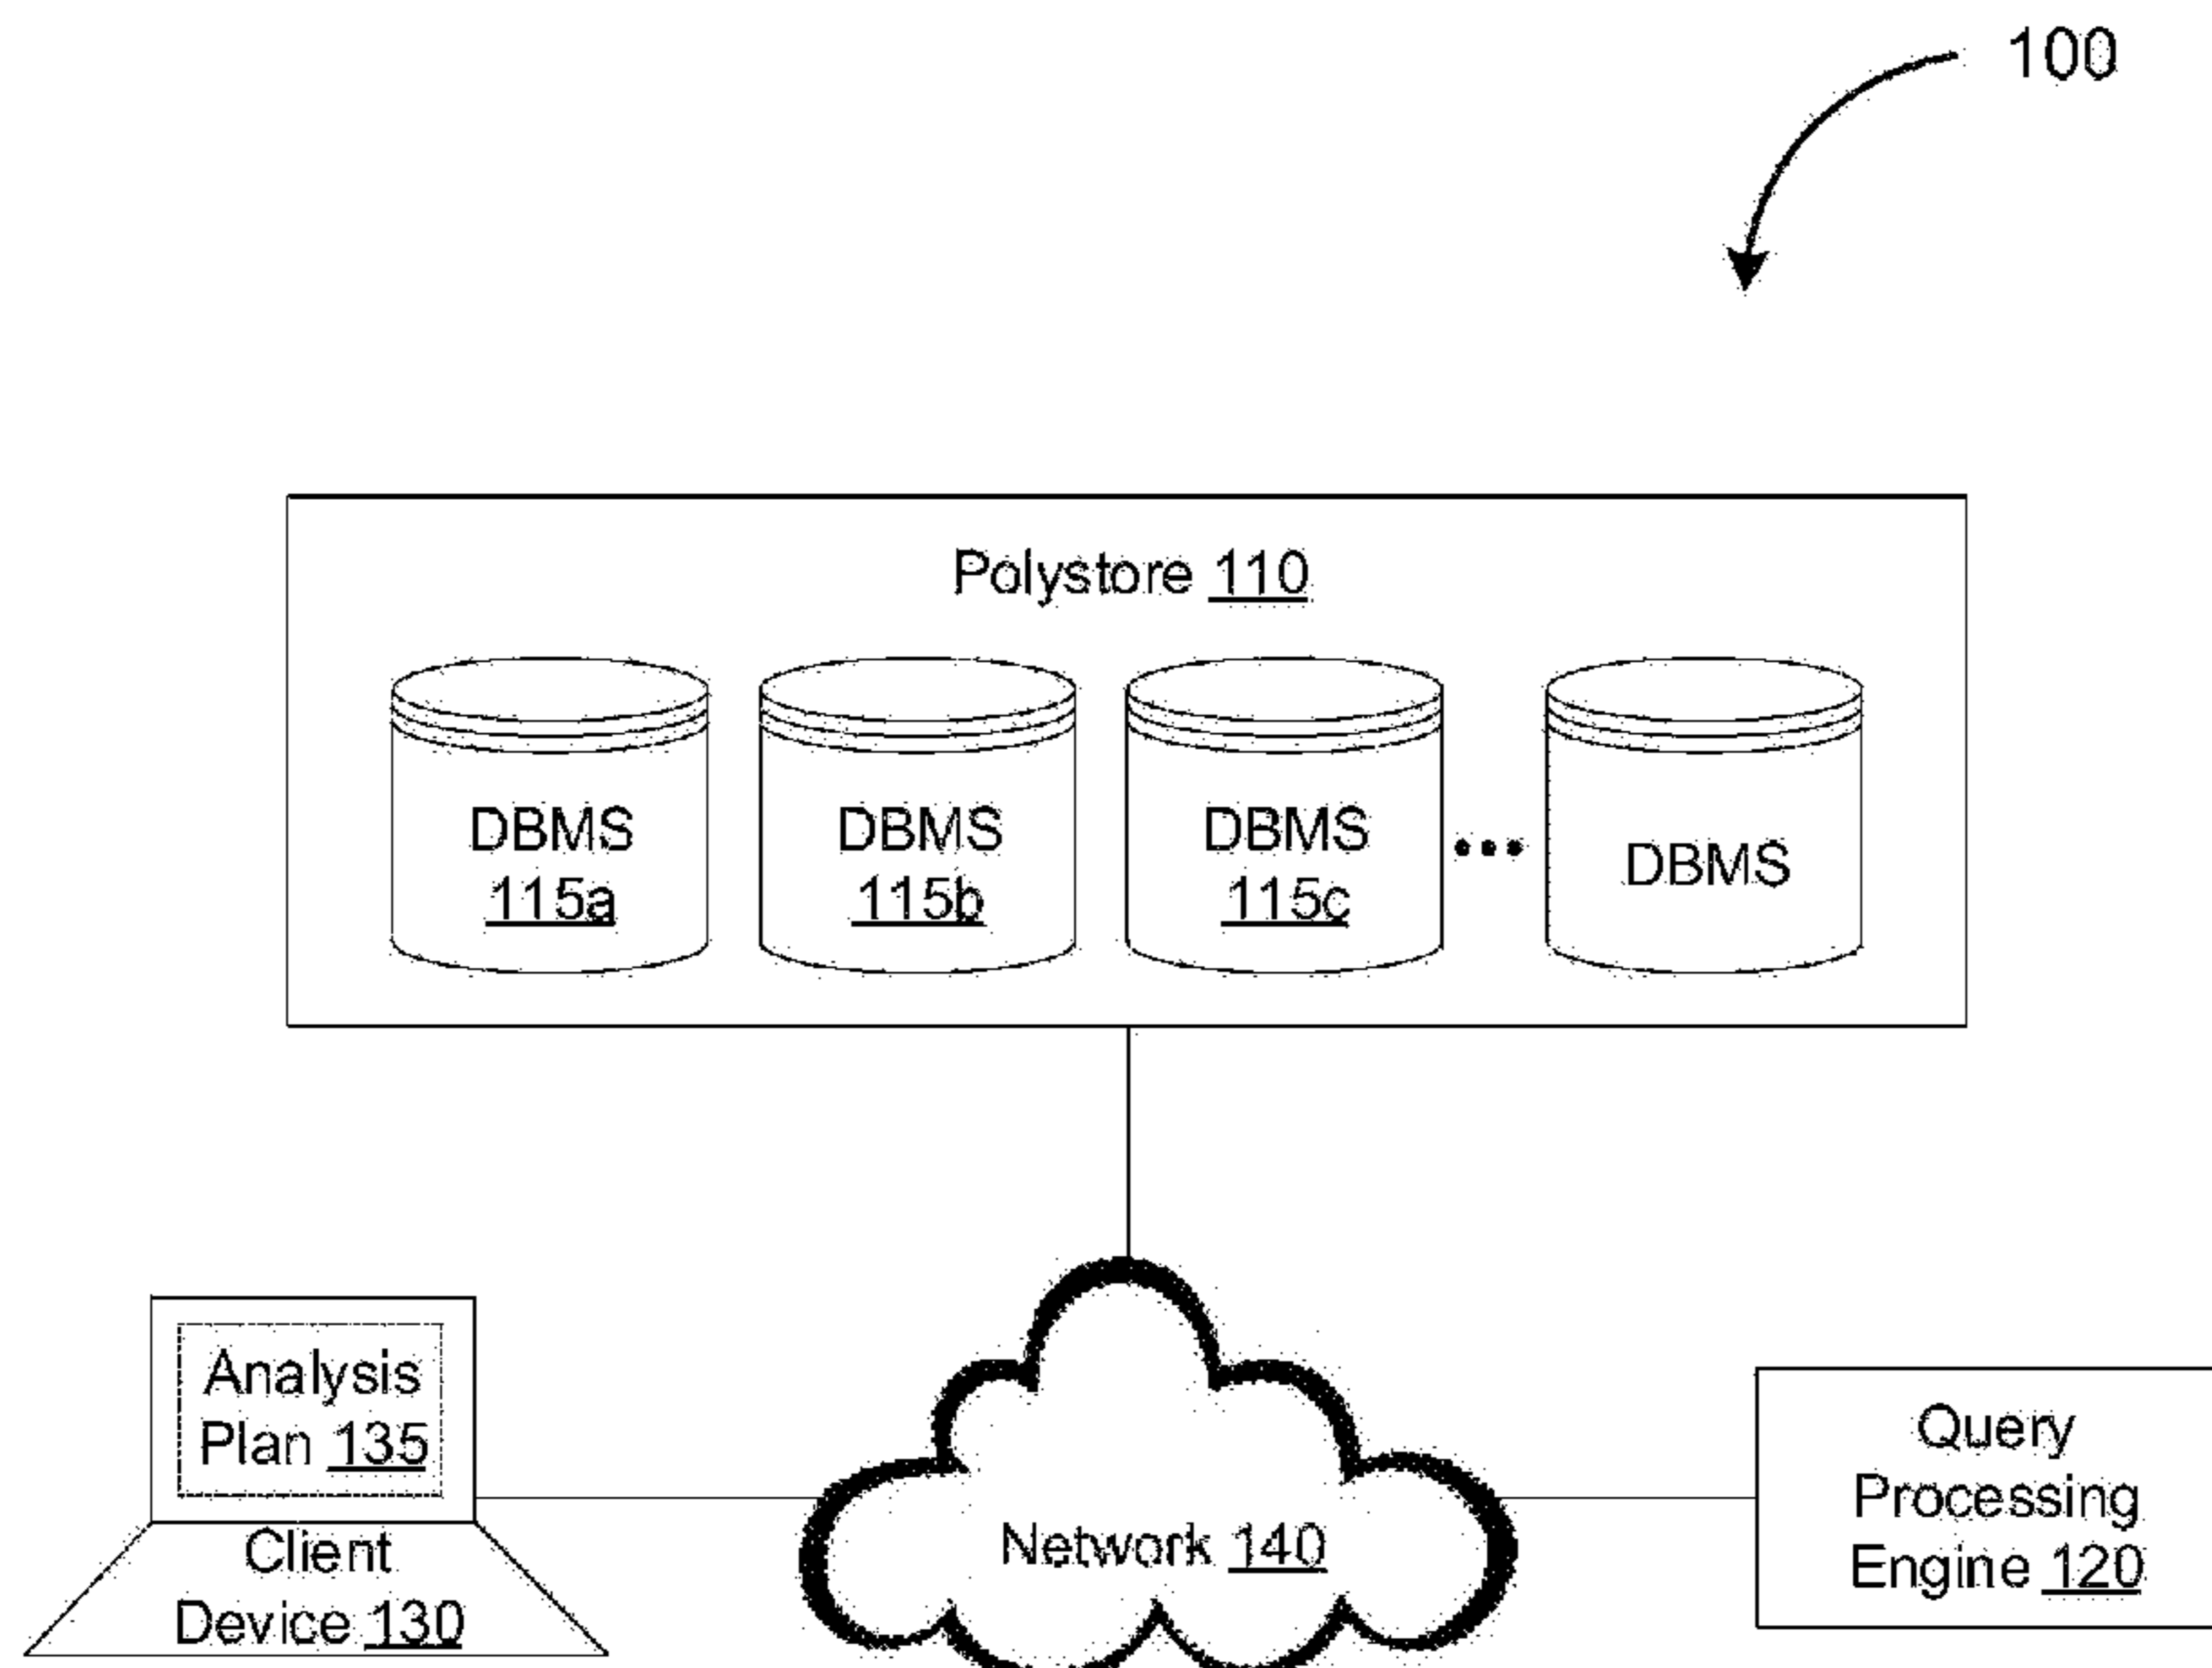 100
Polystore 110
DBMS
115a
DBMS
115b
DBMS
115c
DBMS
Analysis
Plan 135
Client
Device 130
Network 140
Query
Processing
Engine 120